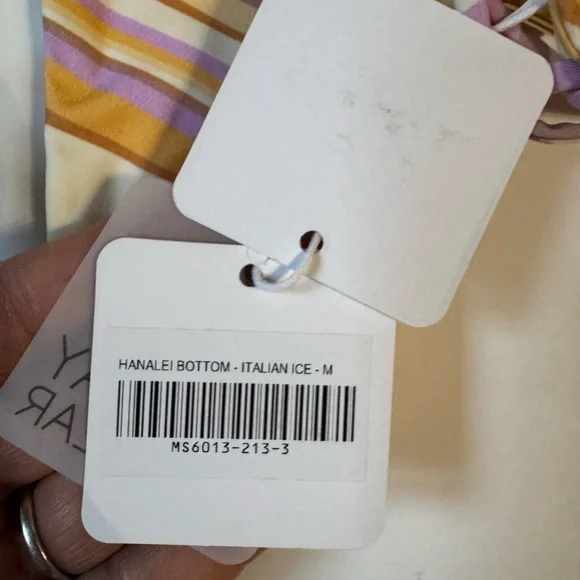 HANALEI BOTTOM - ITALIAN ICE - M
MS6013-213-3